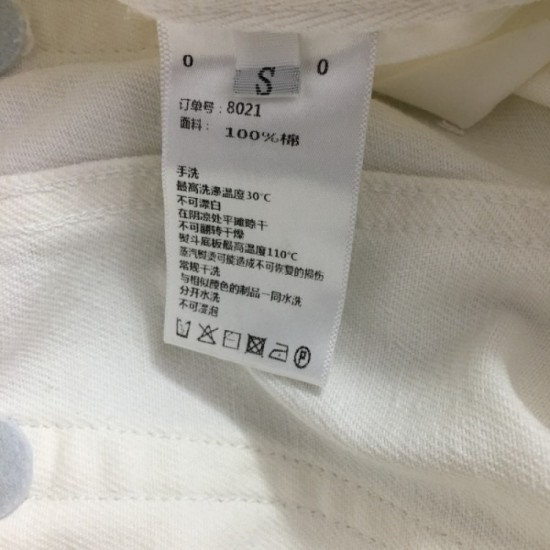 0 S 0
订单号：8021
面料：100%棉
手洗
最高洗涤温度30℃
不可漂白
在阴凉处平摊晾干
不可翻转干燥
熨斗底板最高温度110℃
蒸汽熨烫可能造成不可恢复的损伤
常规干洗
与相似颜色的制品一同水洗
分开水洗
不可湿泡
P